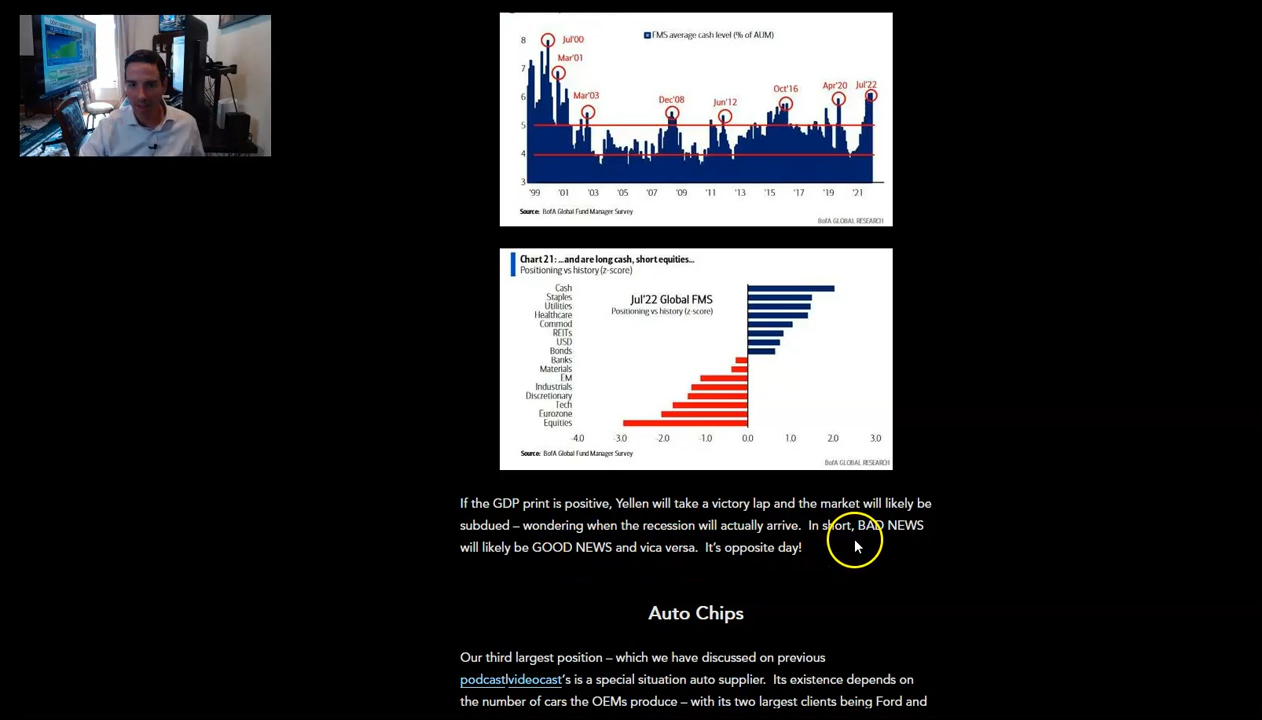 FMS average cash level (% of AUM)
8
7
6
5
4
3
Jul'00
Mar'01
Mar'03
Dec'08
Jun'12
Oct'16
Apr'20
Jul'22
'99
'01
'03
'05
'07
'09
'11
'13
'15
'17
'19
'21
Source: BofA Global Fund Manager Survey
BofA GLOBAL RESEARCH
Chart 21: ...and are long cash, short equities...
Positioning vs history (z-score)
Jul'22 Global FMS
Positioning vs history (z-score)
Cash
Staples
Utilities
Healthcare
Commod
REITs
USD
Bonds
Banks
Materials
EM
Industrials
Discretionary
Tech
Eurozone
Equities
-4.0
-3.0
-2.0
-1.0
0.0
1.0
2.0
3.0
Source: BofA Global Fund Manager Survey
BofA GLOBAL RESEARCH
If the GDP print is positive, Yellen will take a victory lap and the market will likely be
subdued – wondering when the recession will actually arrive. In short, BAD NEWS
will likely be GOOD NEWS and vica versa. It's opposite day!
Auto Chips
Our third largest position – which we have discussed on previous
podcast|videocast's is a special situation auto supplier. Its existence depends on
the number of cars the OEMs produce – with its two largest clients being Ford and